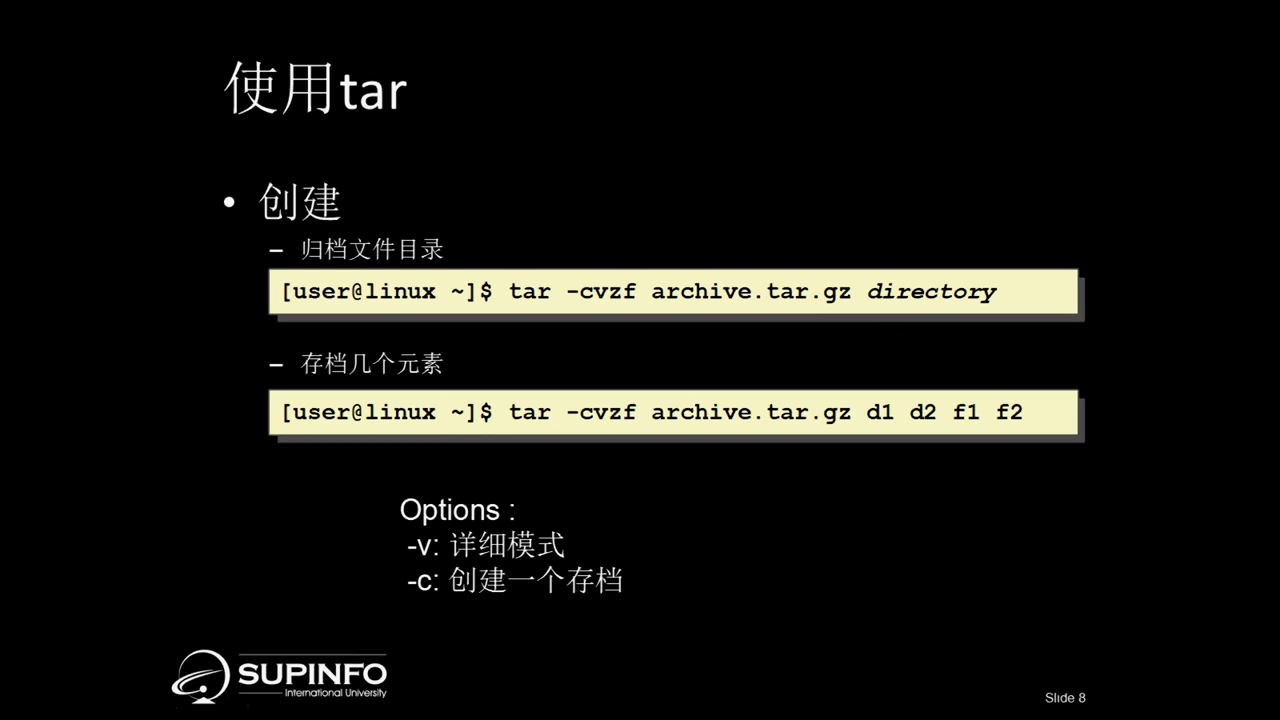 使用tar
• 创建
– 归档文件目录
[user@linux ~]$ tar -cvzf archive.tar.gz directory
– 存档几个元素
[user@linux ~]$ tar -cvzf archive.tar.gz d1 d2 f1 f2
Options :
-v: 详细模式
-c: 创建一个存档
SUPINFO
International University
Slide 8